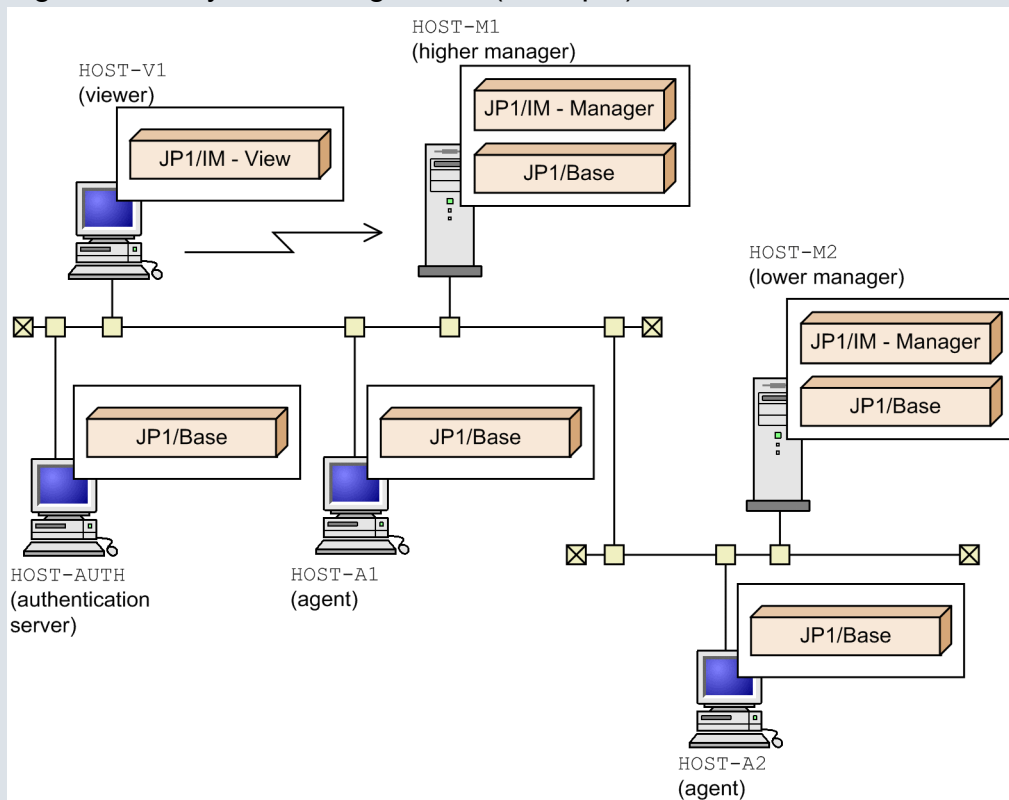 HOST-M1
(higher manager)
HOST-V1
(viewer)
JP1/IM - Manager
JP1/IM - View
JP1/Base
HOST-M2
(lower manager)
JP1/IM - Manager
JP1/Base
JP1/Base
JP1/Base
HOST-AUTH
(authentication
server)
HOST-A1
(agent)
JP1/Base
HOST-A2
(agent)